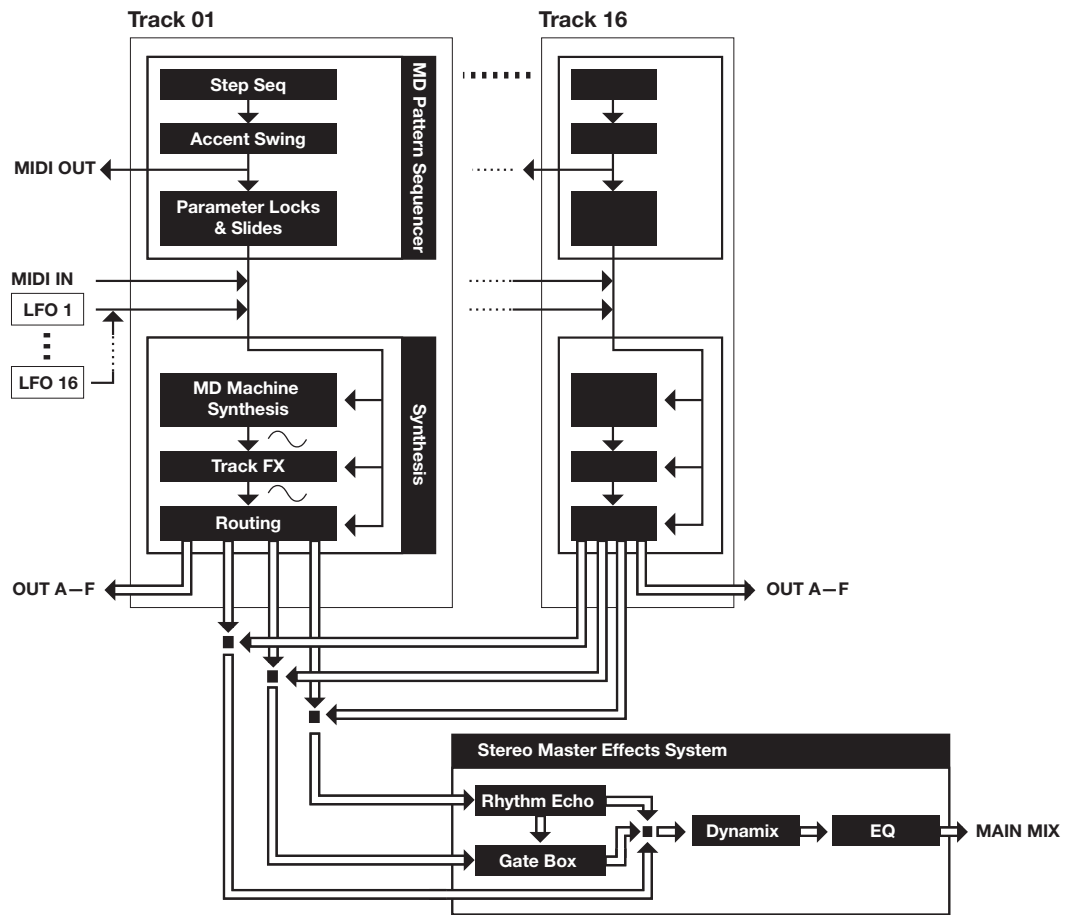 Track 01
Track 16
Step Seq
Accent Swing
MIDI OUT
Parameter Locks
& Slides
MD Pattern Sequencer
MIDI IN
LFO 1
LFO 16
MD Machine
Synthesis
Track FX
Routing
Synthesis
OUT A–F
OUT A–F
Stereo Master Effects System
Rhythm Echo
Gate Box
Dynamix
EQ
MAIN MIX